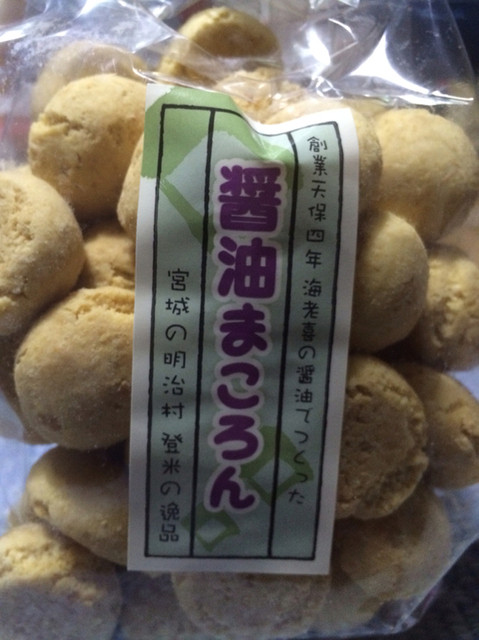 創業天保四年 海老喜の醤油でつくった
醤油まころん
宮城の明治村 登米の逸品